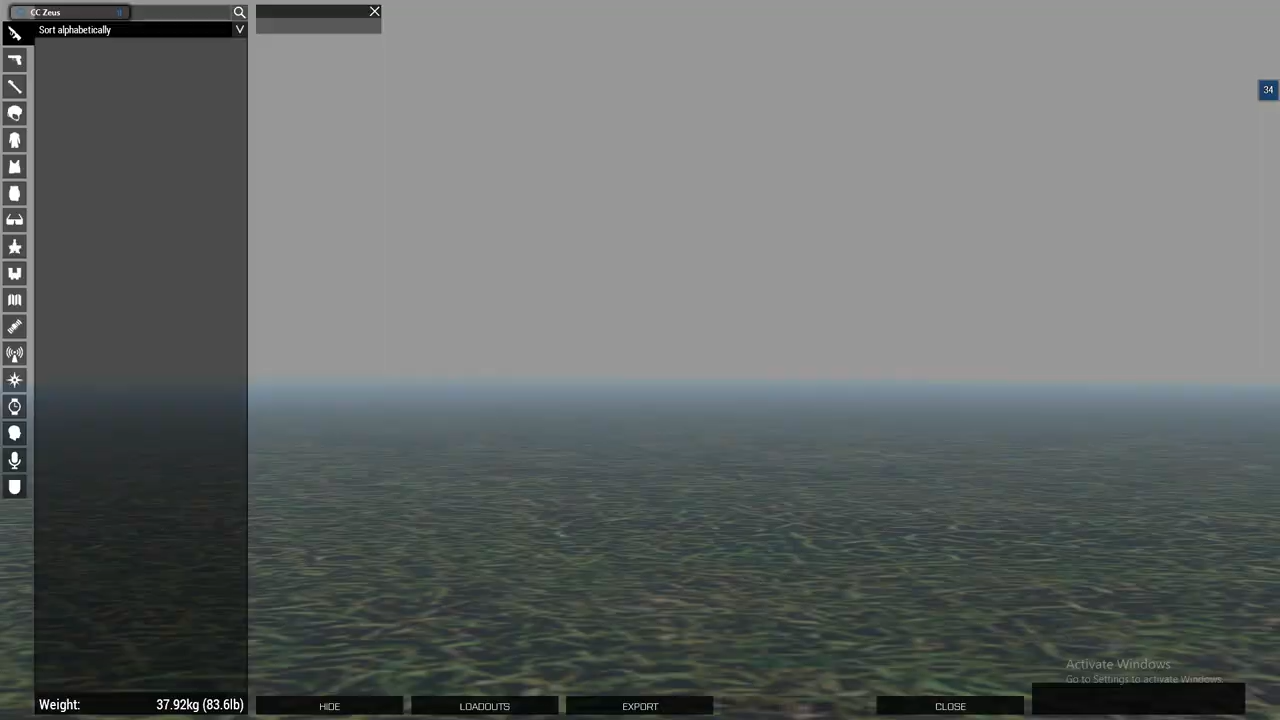 CC Zeus
Sort alphabetically
34
Activate Windows
Go to Settings to activate Windows.
Weight: 37.92kg (83.6lb)
HIDE
LOADOUTS
EXPORT
CLOSE